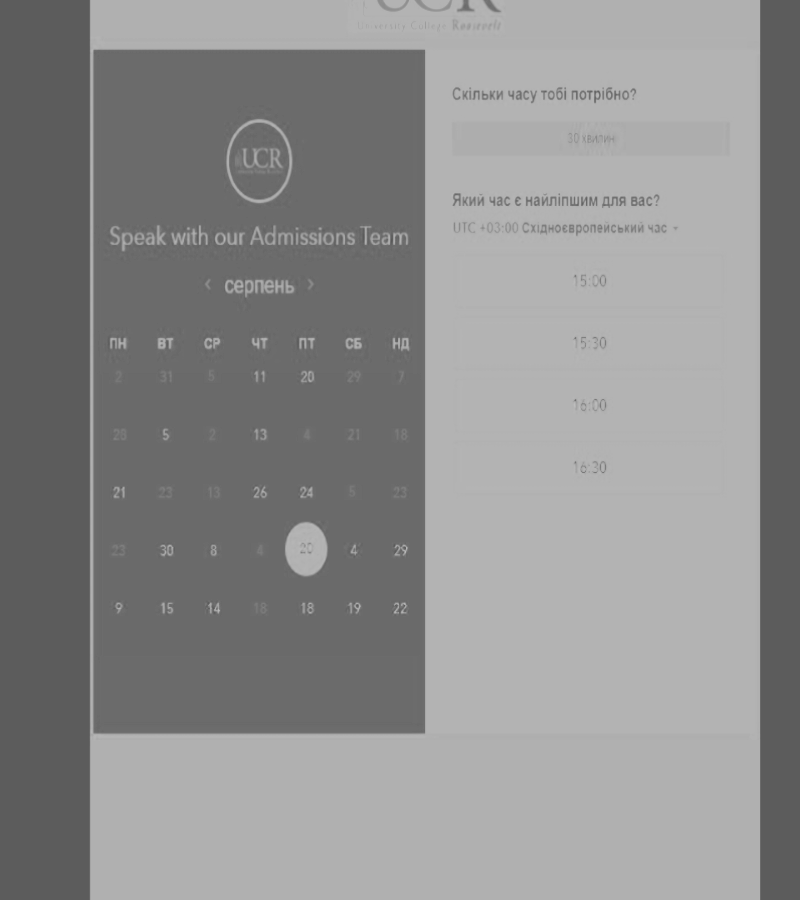 UCR
University College Roosevelt
UCR
Speak with our Admissions Team
‹ серпень ›
ПН ВТ СР ЧТ ПТ СБ НД
2 31 5 11 20 29 7
5 2 13 4 21 18
21 23 13 26 24 5 23
23 30 8 4 20 4 29
9 15 14 18 18 19 22
Скільки часу тобі потрібно?
30 хвилин
Який час є найліпшим для вас?
UTC +03:00 Східноєвропейський час
15:00
15:30
16:00
16:30